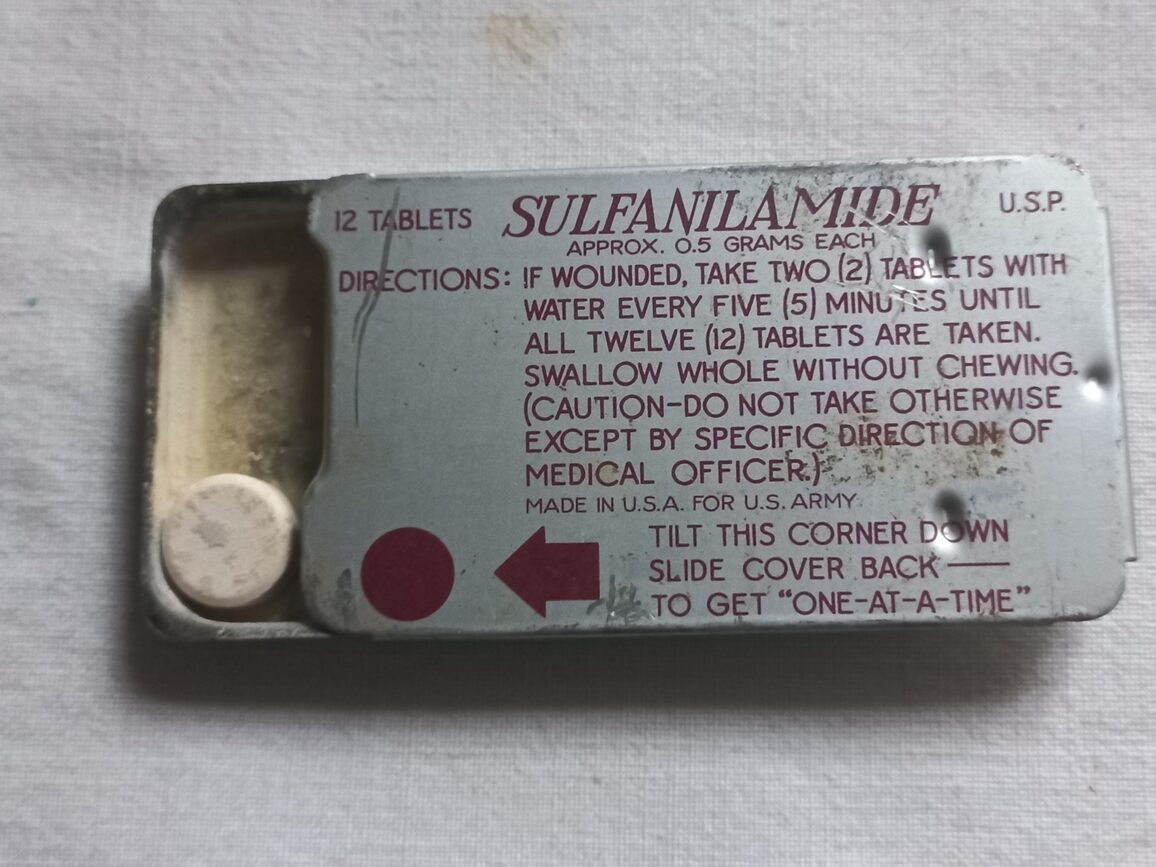 12 TABLETS SULFANILAMIDE U.S.P.
APPROX. 0.5 GRAMS EACH
DIRECTIONS: IF WOUNDED, TAKE TWO (2) TABLETS WITH
WATER EVERY FIVE (5) MINUTES UNTIL
ALL TWELVE (12) TABLETS ARE TAKEN.
SWALLOW WHOLE WITHOUT CHEWING.
(CAUTION-DO NOT TAKE OTHERWISE
EXCEPT BY SPECIFIC DIRECTION OF
MEDICAL OFFICER.)
MADE IN U.S.A. FOR U.S. ARMY
TILT THIS CORNER DOWN
SLIDE COVER BACK —
TO GET "ONE-AT-A-TIME"